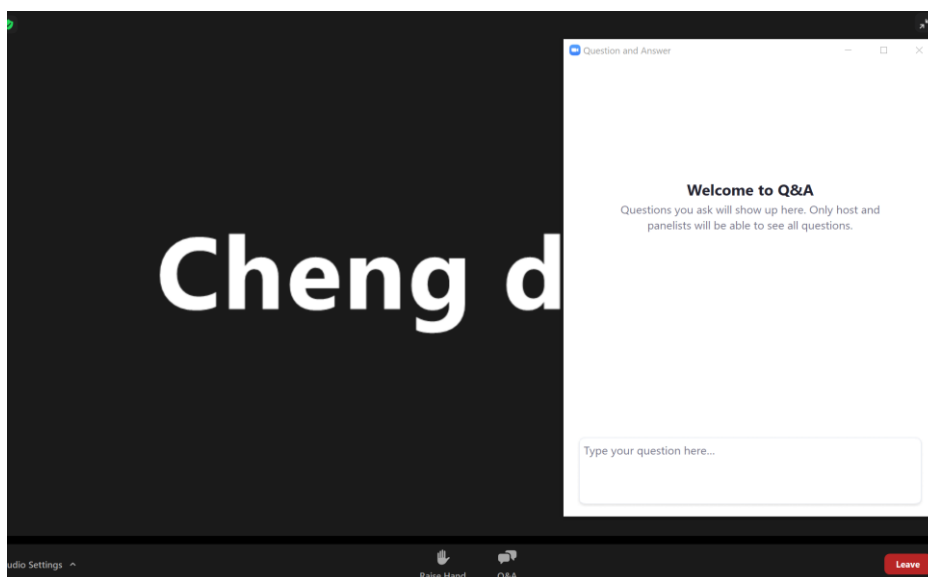 Question and Answer
Welcome to Q&A
Questions you ask will show up here. Only host and
panelists will be able to see all questions.
Cheng d
Type your question here...
udio Settings
Raise Hand
Q&A
Leave